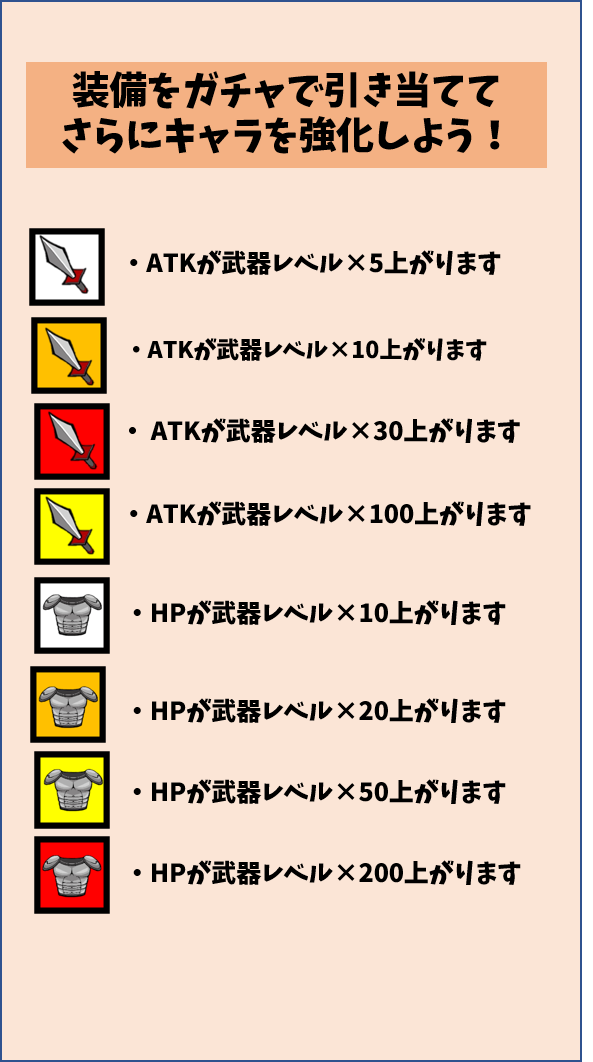 装備をガチャで引き当てて
さらにキャラを強化しよう！
・ATKが武器レベル×5上がります
・ATKが武器レベル×10上がります
・ ATKが武器レベル×30上がります
・ATKが武器レベル×100上がります
・HPが武器レベル×10上がります
・HPが武器レベル×20上がります
・HPが武器レベル×50上がります
・HPが武器レベル×200上がります